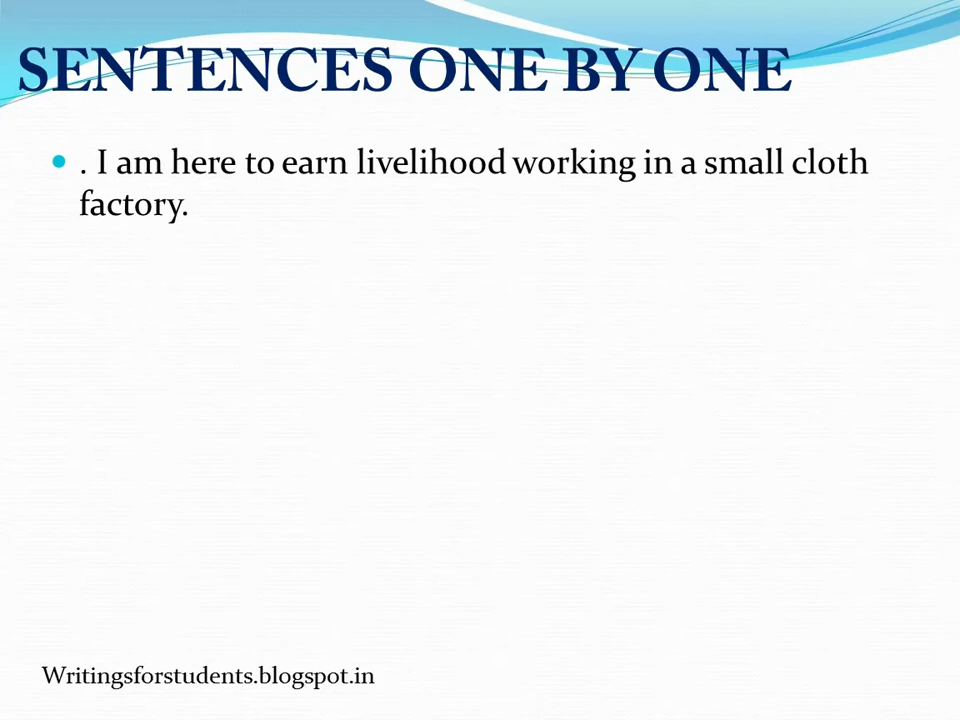 SENTENCES ONE BY ONE
. I am here to earn livelihood working in a small cloth
factory.
Writingsforstudents.blogspot.in